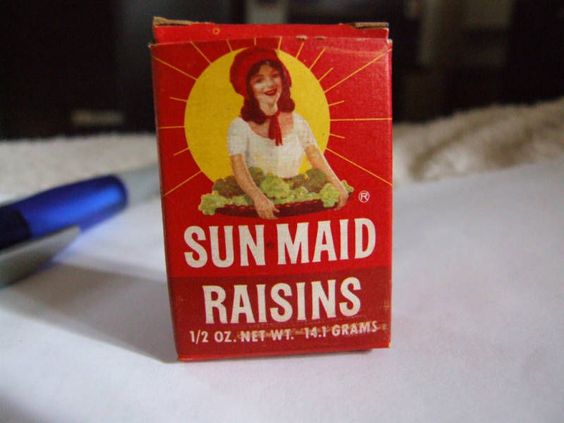 ®
SUN MAID
RAISINS
1/2 OZ. NET WT. 14.1 GRAMS